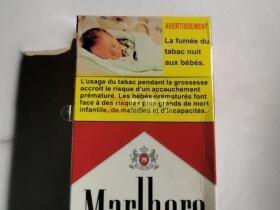 AVERTISSEMENT
La fumée du
tabac nuit
aux bébés.
L'usage du tabac pendant la grossesse
accroît le risque d'un accouchement
prématuré. Les bébés prématurés font
face à des risques plus grands de mort
infantile, de maladies et d'incapacités.
Marlboro